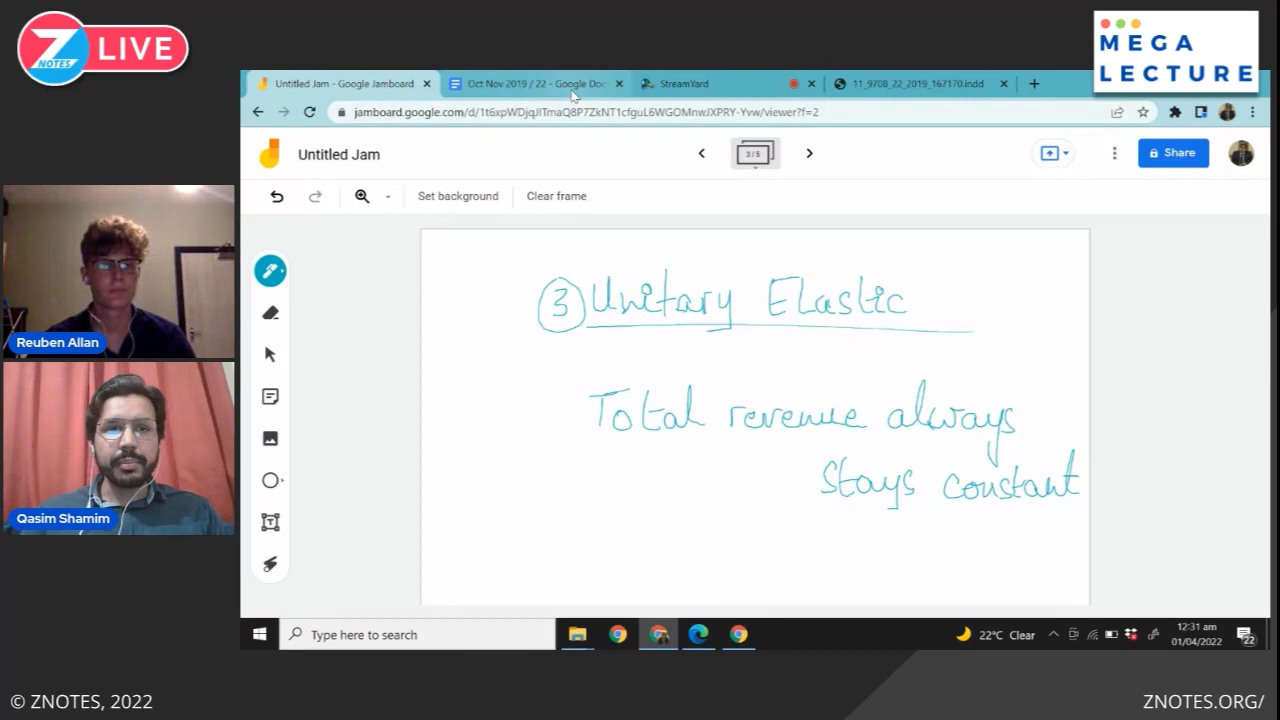 Z NOTES LIVE
MEGA
LECTURE
Untitled Jam - Google Jamboard
Oct Nov 2019 / 22 - Google Doc
StreamYard
11_9708_22_2019_167170.indd
jamboard.google.com/d/1t6xpWDjqJITmaQ8P7ZkNT1cfguL6WGOMnwJXPRY-Yvw/viewer?f=2
Untitled Jam
3/5
Share
Set background
Clear frame
3 Unitary Elastic
Total revenue always
stays constant
Reuben Allan
Qasim Shamim
Type here to search
22°C Clear
12:31 am
01/04/2022
22
© ZNOTES, 2022
ZNOTES.ORG/